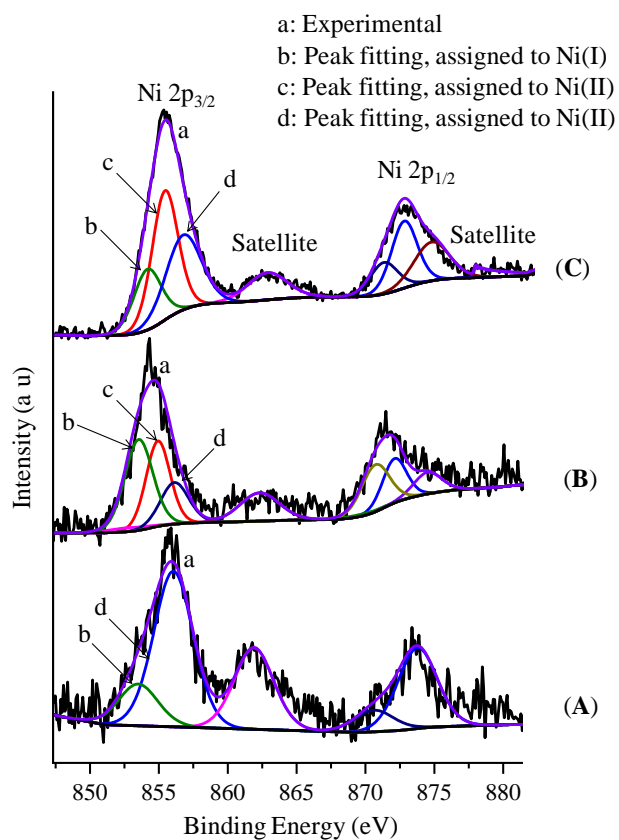 a: Experimental
b: Peak fitting, assigned to Ni(I)
c: Peak fitting, assigned to Ni(II)
d: Peak fitting, assigned to Ni(II)
Ni 2p3/2
a
c
d
b
Satellite
Ni 2p1/2
Satellite
(C)
a
c
b
d
(B)
a
d
b
(A)
Intensity (a u)
850 855 860 865 870 875 880
Binding Energy (eV)